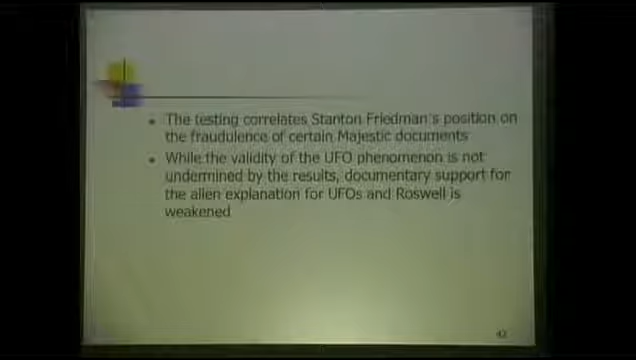 The testing correlates Stanton Friedman's position on
the fraudulence of certain Majestic documents
While the validity of the UFO phenomenon is not
undermined by the results, documentary support for
the alien explanation for UFOs and Roswell is
weakened
42